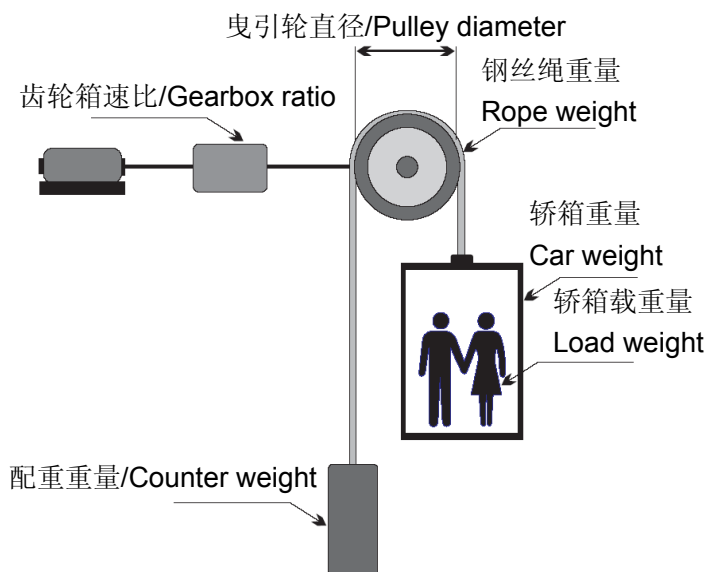 曳引轮直径/Pulley diameter
钢丝绳重量
Rope weight
齿轮箱速比/Gearbox ratio
轿箱重量
Car weight
轿箱载重量
Load weight
配重重量/Counter weight